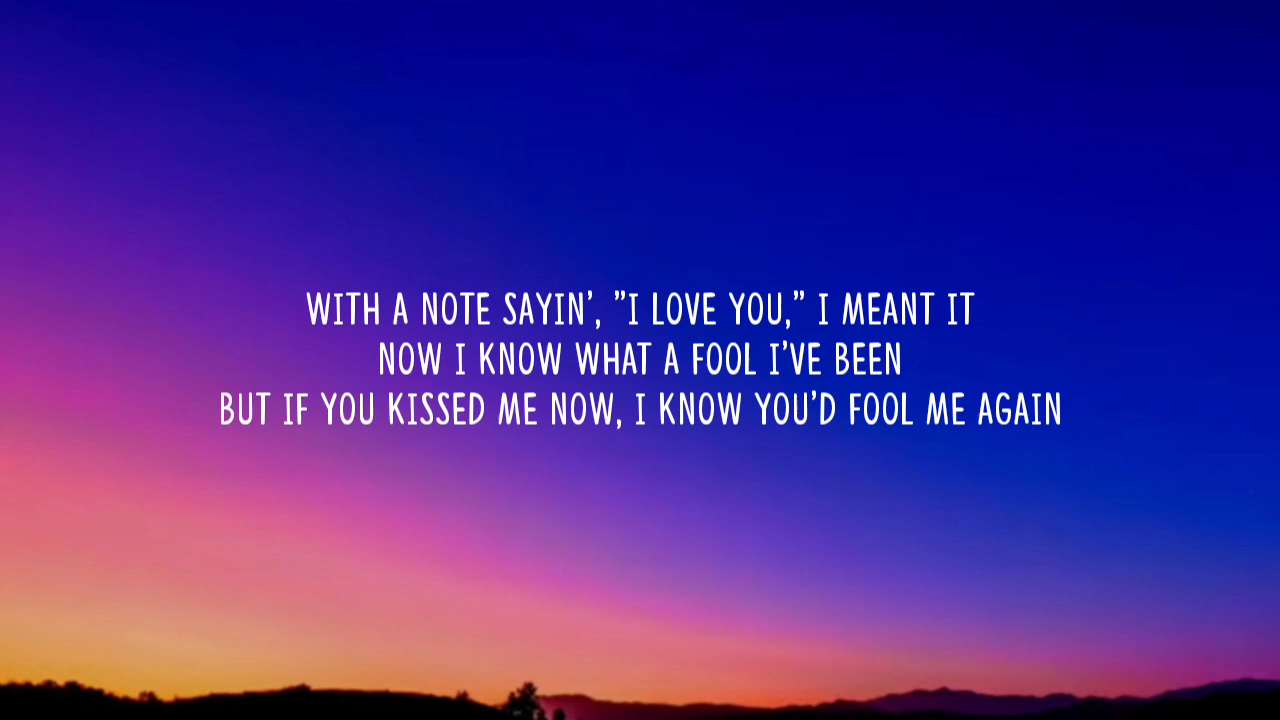 WITH A NOTE SAYIN', "I LOVE YOU," I MEANT IT
NOW I KNOW WHAT A FOOL I'VE BEEN
BUT IF YOU KISSED ME NOW, I KNOW YOU'D FOOL ME AGAIN